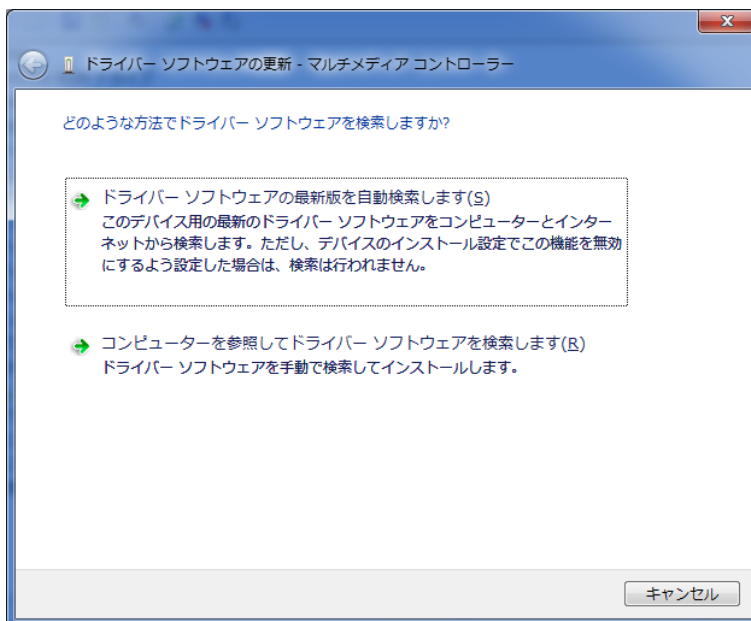 ドライバー ソフトウェアの更新 - マルチメディア コントローラー
どのような方法でドライバー ソフトウェアを検索しますか?
ドライバー ソフトウェアの最新版を自動検索します(S)
このデバイス用の最新のドライバー ソフトウェアをコンピューターとインター
ネットから検索します。ただし、デバイスのインストール設定でこの機能を無効
にするよう設定した場合は、検索は行われません。
コンピューターを参照してドライバー ソフトウェアを検索します(R)
ドライバー ソフトウェアを手動で検索してインストールします。
キャンセル